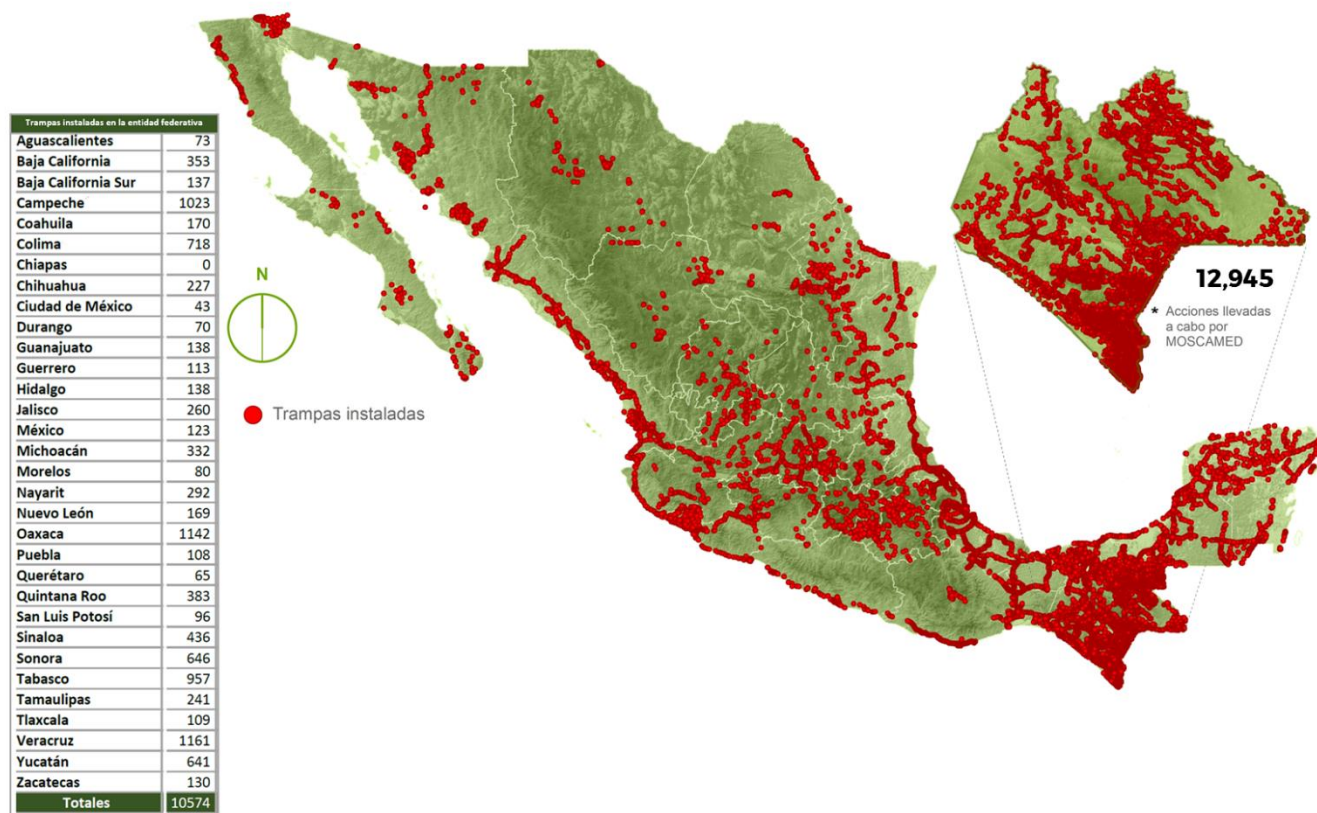 Trampas instaladas en la entidad federativa
Aguascalientes 73
Baja California 353
Baja California Sur 137
Campeche 1023
Coahuila 170
Colima 718
Chiapas 0
Chihuahua 227
Ciudad de México 43
Durango 70
Guanajuato 138
Guerrero 113
Hidalgo 138
Jalisco 260
México 123
Michoacán 332
Morelos 80
Nayarit 292
Nuevo León 169
Oaxaca 1142
Puebla 108
Querétaro 65
Quintana Roo 383
San Luis Potosí 96
Sinaloa 436
Sonora 646
Tabasco 957
Tamaulipas 241
Tlaxcala 109
Veracruz 1161
Yucatán 641
Zacatecas 130
Totales 10574
N
Trampas instaladas
12,945
* Acciones llevadas
a cabo por
MOSCAMED